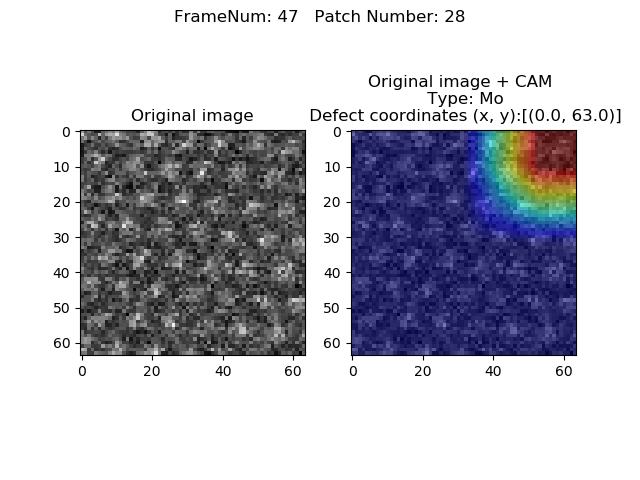 FrameNum: 47   Patch Number: 28
Original image
0
10
20
30
40
50
60
0 20 40 60
Original image + CAM
Type: Mo
Defect coordinates (x, y):[(0.0, 63.0)]
0
10
20
30
40
50
60
0 20 40 60